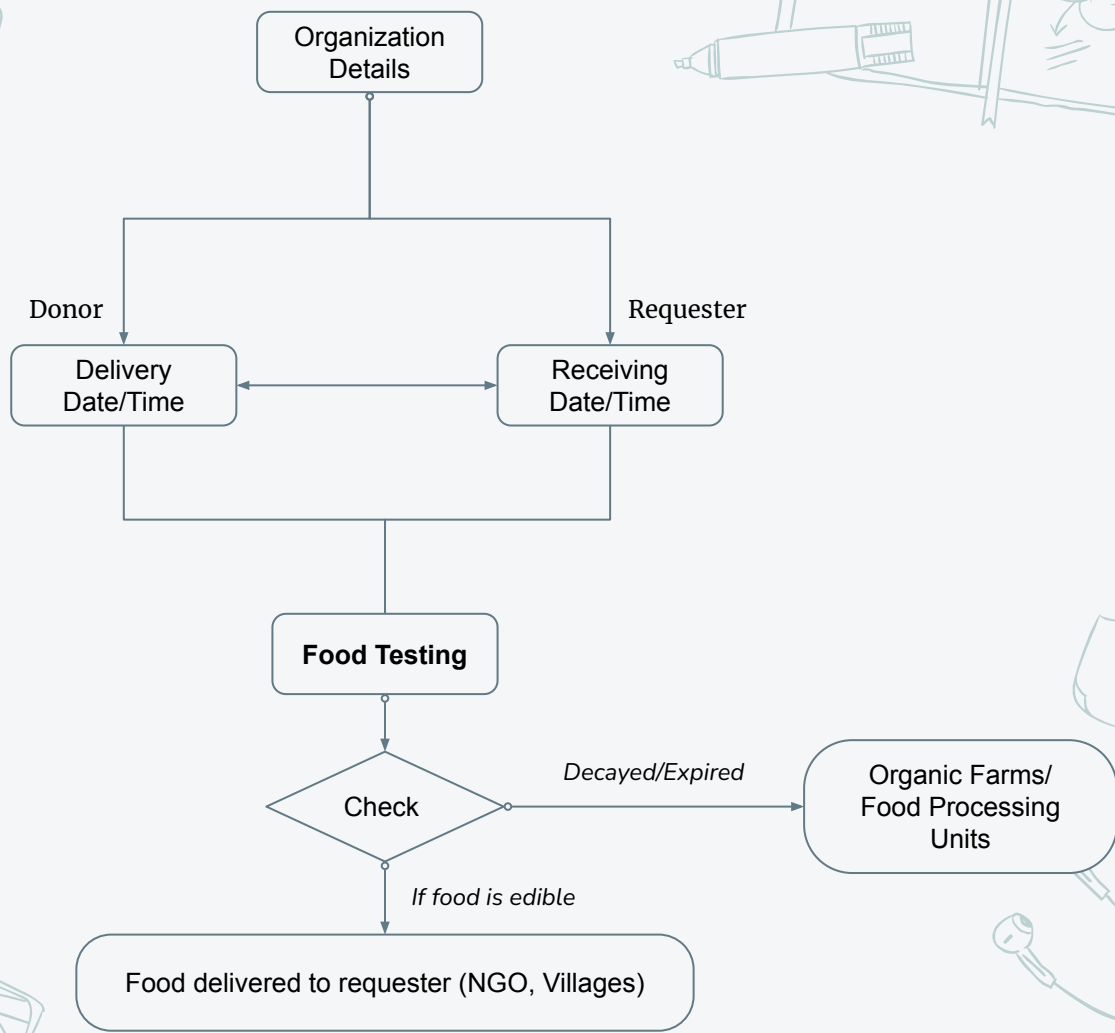 Organization
Details
Donor
Requester
Delivery
Date/Time
Receiving
Date/Time
Food Testing
Check
Decayed/Expired
Organic Farms/
Food Processing
Units
If food is edible
Food delivered to requester (NGO, Villages)